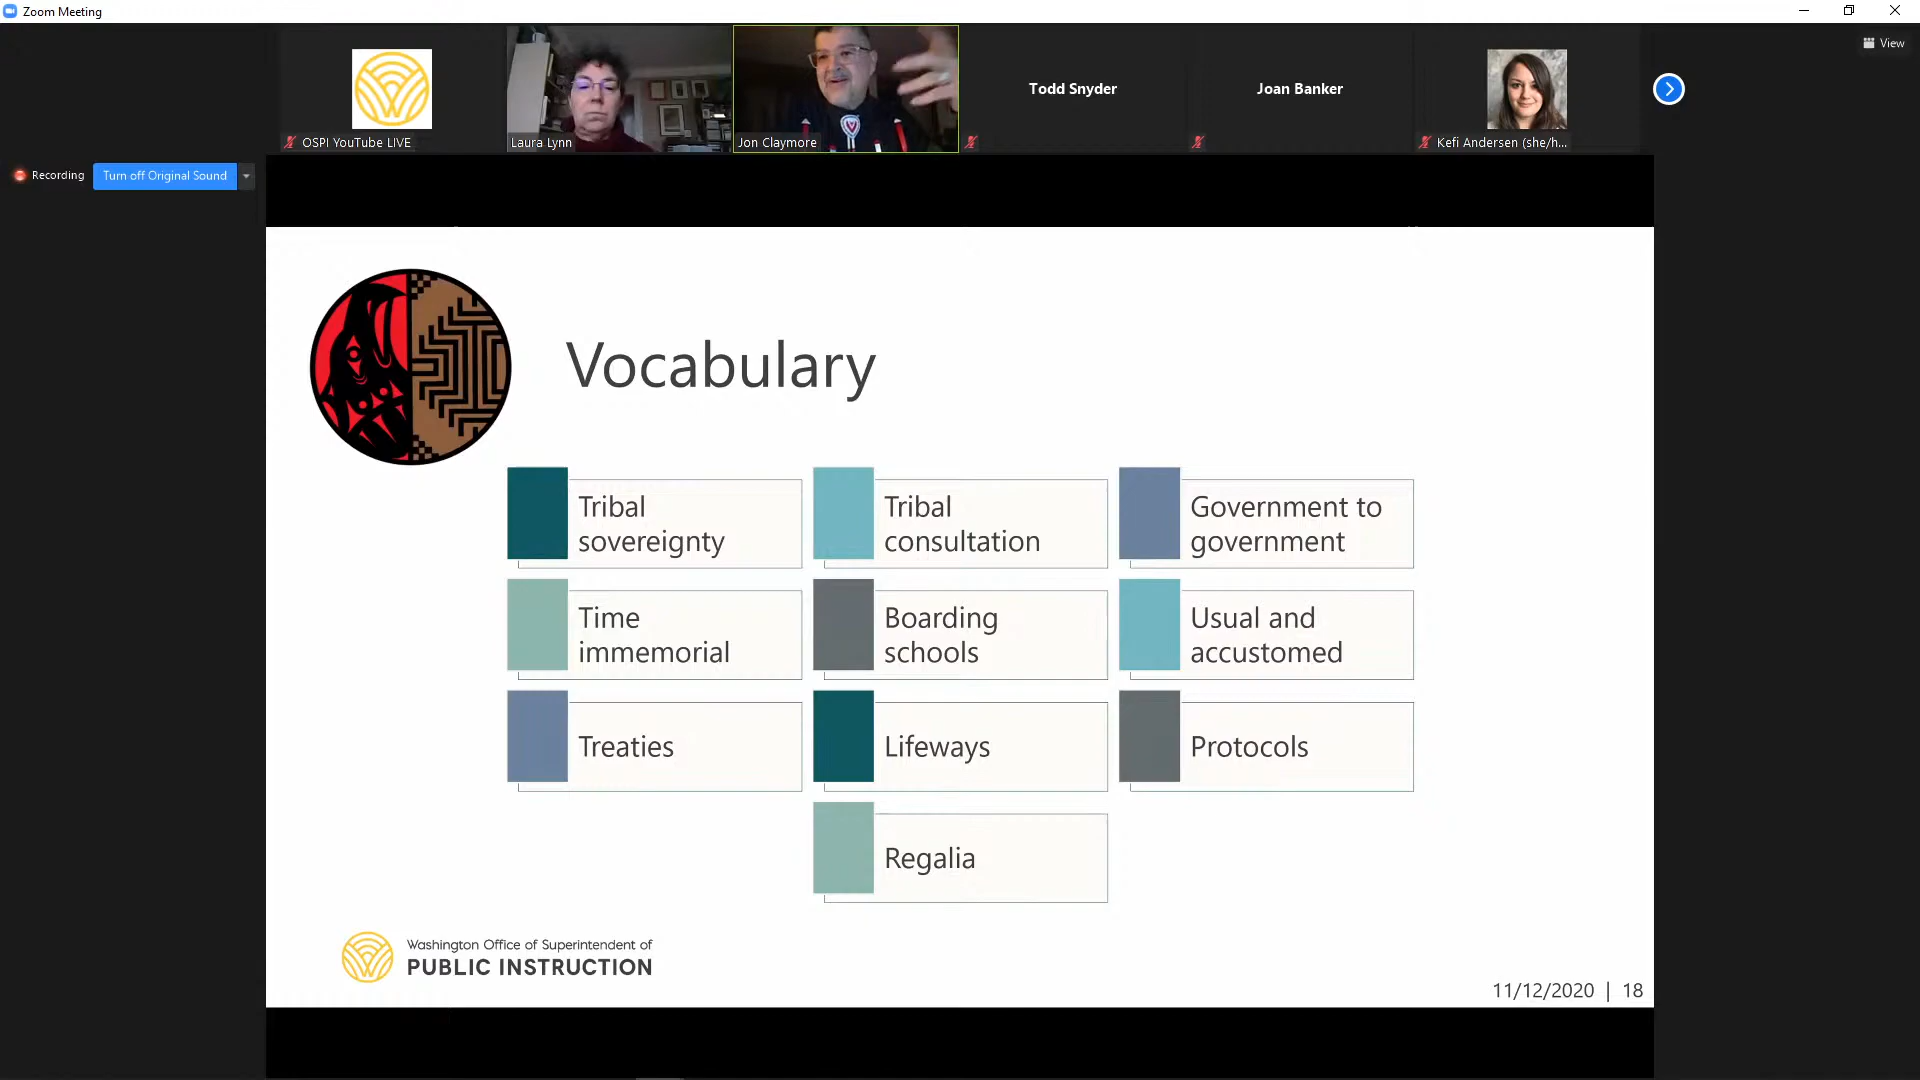 Zoom Meeting
View
OSPI YouTube LIVE
Laura Lynn
Jon Claymore
Todd Snyder
Joan Banker
Kefi Andersen (she/h...
Recording
Turn off Original Sound
Vocabulary
Tribal
sovereignty
Tribal
consultation
Government to
government
Time
immemorial
Boarding
schools
Usual and
accustomed
Treaties
Lifeways
Protocols
Regalia
Washington Office of Superintendent of
PUBLIC INSTRUCTION
11/12/2020 | 18